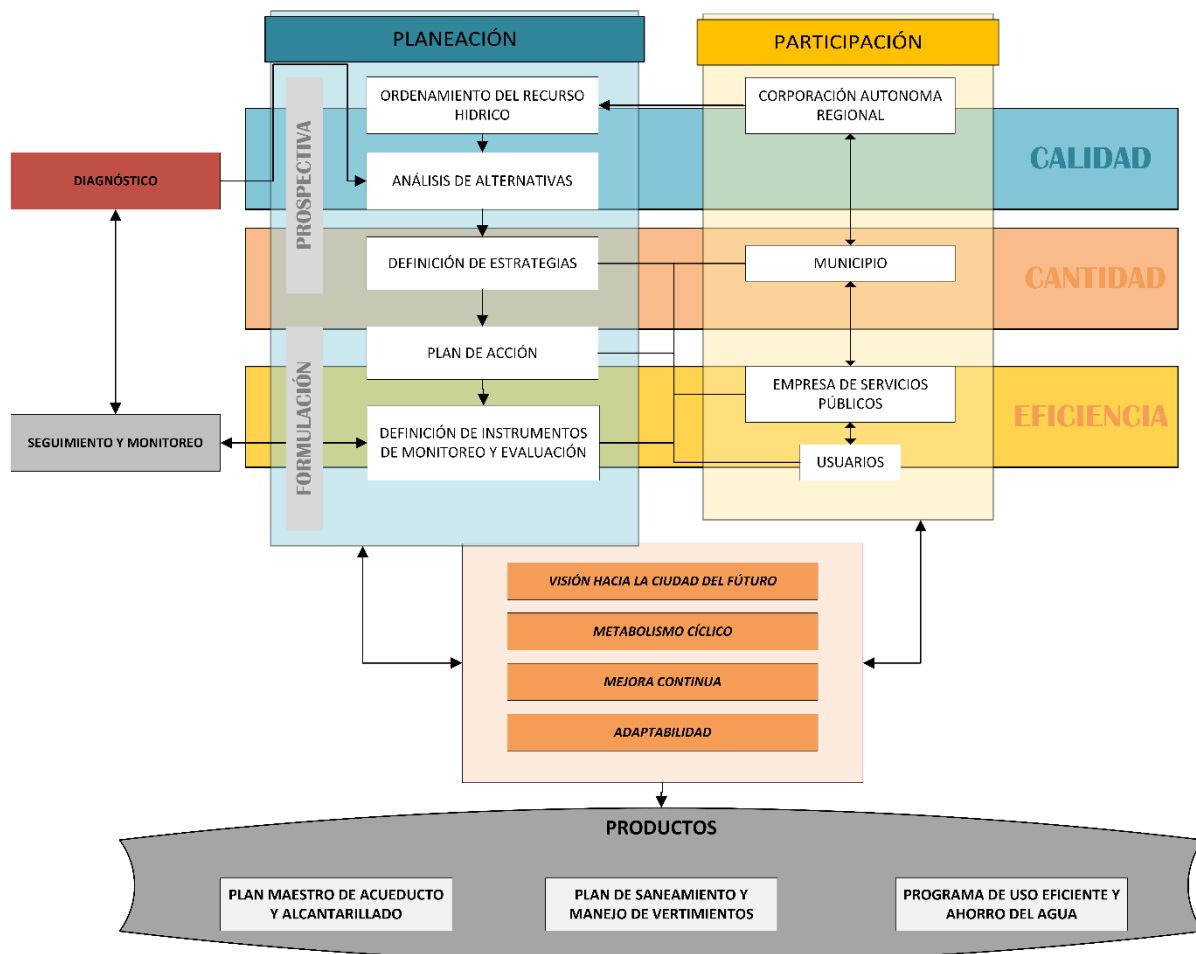 PLANEACIÓN
PARTICIPACIÓN
ORDENAMIENTO DEL RECURSO
HIDRICO
CORPORACIÓN AUTONOMA
REGIONAL
CALIDAD
DIAGNÓSTICO
PROSPECTIVA
ANÁLISIS DE ALTERNATIVAS
DEFINICIÓN DE ESTRATEGIAS
MUNICIPIO
CANTIDAD
PLAN DE ACCIÓN
FORMULACIÓN
EMPRESA DE SERVICIOS
PÚBLICOS
EFICIENCIA
SEGUIMIENTO Y MONITOREO
DEFINICIÓN DE INSTRUMENTOS
DE MONITOREO Y EVALUACIÓN
USUARIOS
VISIÓN HACIA LA CIUDAD DEL FÚTURO
METABOLISMO CÍCLICO
MEJORA CONTINUA
ADAPTABILIDAD
PRODUCTOS
PLAN MAESTRO DE ACUEDUCTO
Y ALCANTARILLADO
PLAN DE SANEAMIENTO Y
MANEJO DE VERTIMIENTOS
PROGRAMA DE USO EFICIENTE Y
AHORRO DEL AGUA